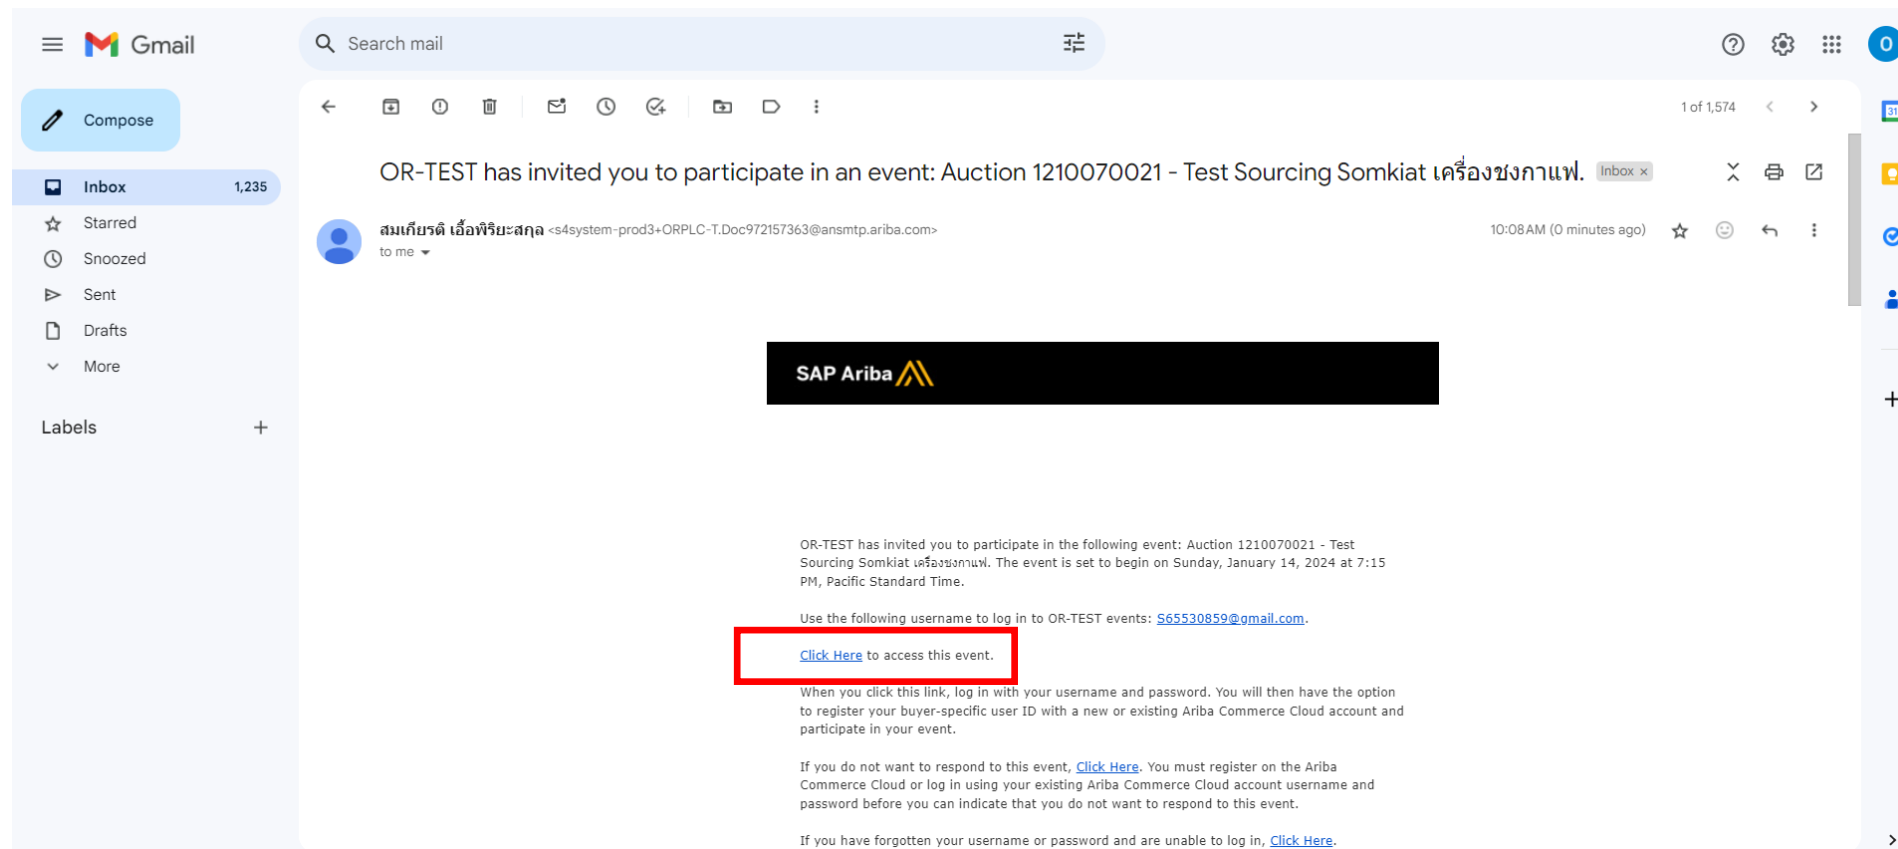 Gmail
Search mail
O
Compose
1 of 1,574
31
OR-TEST has invited you to participate in an event: Auction 1210070021 - Test Sourcing Somkiat เครื่องชงกาแฟ. Inbox ×
Inbox 1,235
Starred
Snoozed
Sent
Drafts
More
Labels
สมเกียรติ เอื้อพิริยะสกุล <s4system-prod3+ORPLC-T.Doc972157363@ansmtp.ariba.com> 10:08 AM (0 minutes ago)
to me
SAP Ariba
OR-TEST has invited you to participate in the following event: Auction 1210070021 - Test
Sourcing Somkiat เครื่องชงกาแฟ. The event is set to begin on Sunday, January 14, 2024 at 7:15
PM, Pacific Standard Time.
Use the following username to log in to OR-TEST events: S65530859@gmail.com.
Click Here to access this event.
When you click this link, log in with your username and password. You will then have the option
to register your buyer-specific user ID with a new or existing Ariba Commerce Cloud account and
participate in your event.
If you do not want to respond to this event, Click Here. You must register on the Ariba
Commerce Cloud or log in using your existing Ariba Commerce Cloud account username and
password before you can indicate that you do not want to respond to this event.
If you have forgotten your username or password and are unable to log in, Click Here.